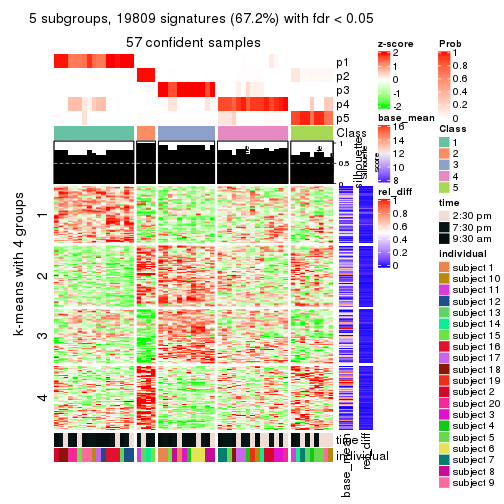 5 subgroups, 19809 signatures (67.2%) with fdr < 0.05
57 confident samples
p1
p2
p3
p4
p5
Class
1
0.5
0
silhouette
score
k-means with 4 groups
1
2
3
4
time
individual
base_mean
rel_diff
z-score
2
1
0
-1
-2
base_mean
16
14
12
10
8
rel_diff
1
0.8
0.6
0.4
0.2
0
Prob
1
0.8
0.6
0.4
0.2
0
Class
1
2
3
4
5
time
2:30 pm
7:30 pm
9:30 am
Individual
subject 1
subject 10
subject 11
subject 12
subject 13
subject 14
subject 15
subject 16
subject 17
subject 18
subject 19
subject 2
subject 20
subject 3
subject 4
subject 5
subject 6
subject 7
subject 8
subject 9